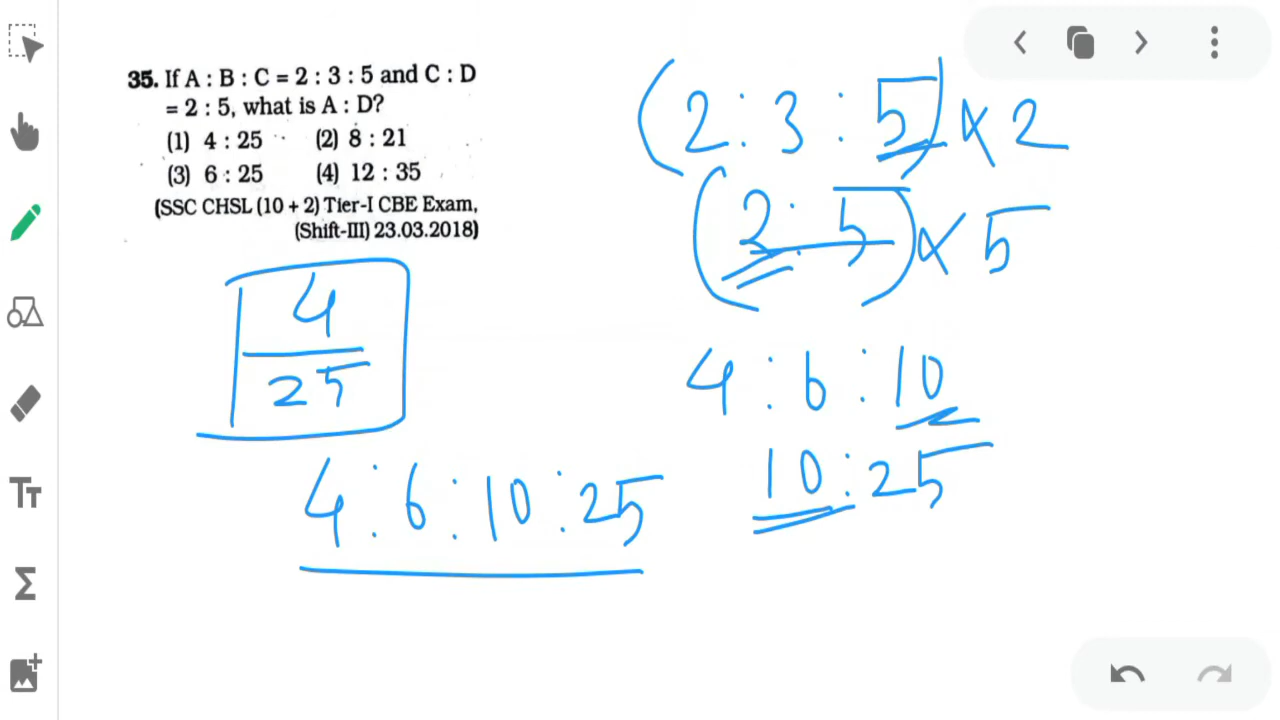 35. If A : B : C = 2 : 3 : 5 and C : D
= 2 : 5, what is A : D?
(1) 4 : 25 (2) 8 : 21
(3) 6 : 25 (4) 12 : 35
(SSC CHSL (10 + 2) Tier-I CBE Exam,
(Shift-III) 23.03.2018)
(2 : 3 : 5) × 2
(2 : 5) × 5
4 : 6 : 10
10 : 25
4
25
4 : 6 : 10 : 25
TT
Σ